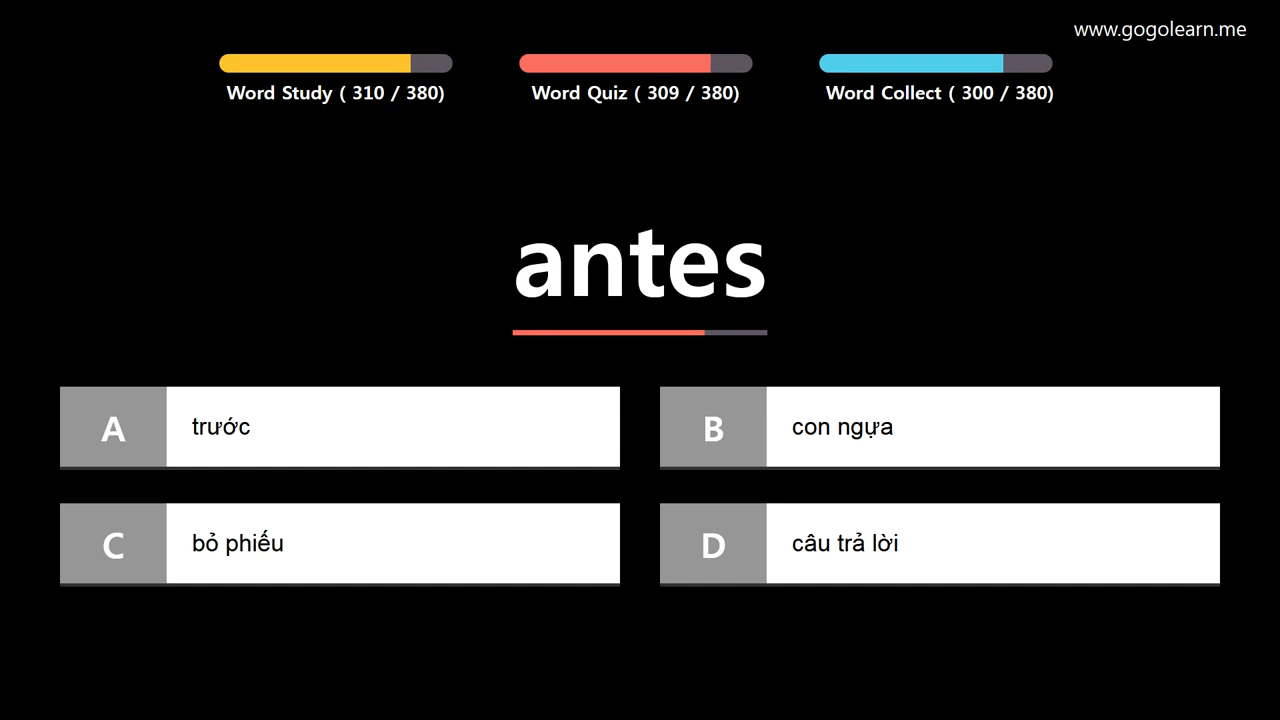 www.gogolearn.me
Word Study ( 310 / 380)
Word Quiz ( 309 / 380)
Word Collect ( 300 / 380)
antes
A trước
B con ngựa
C bỏ phiếu
D câu trả lời